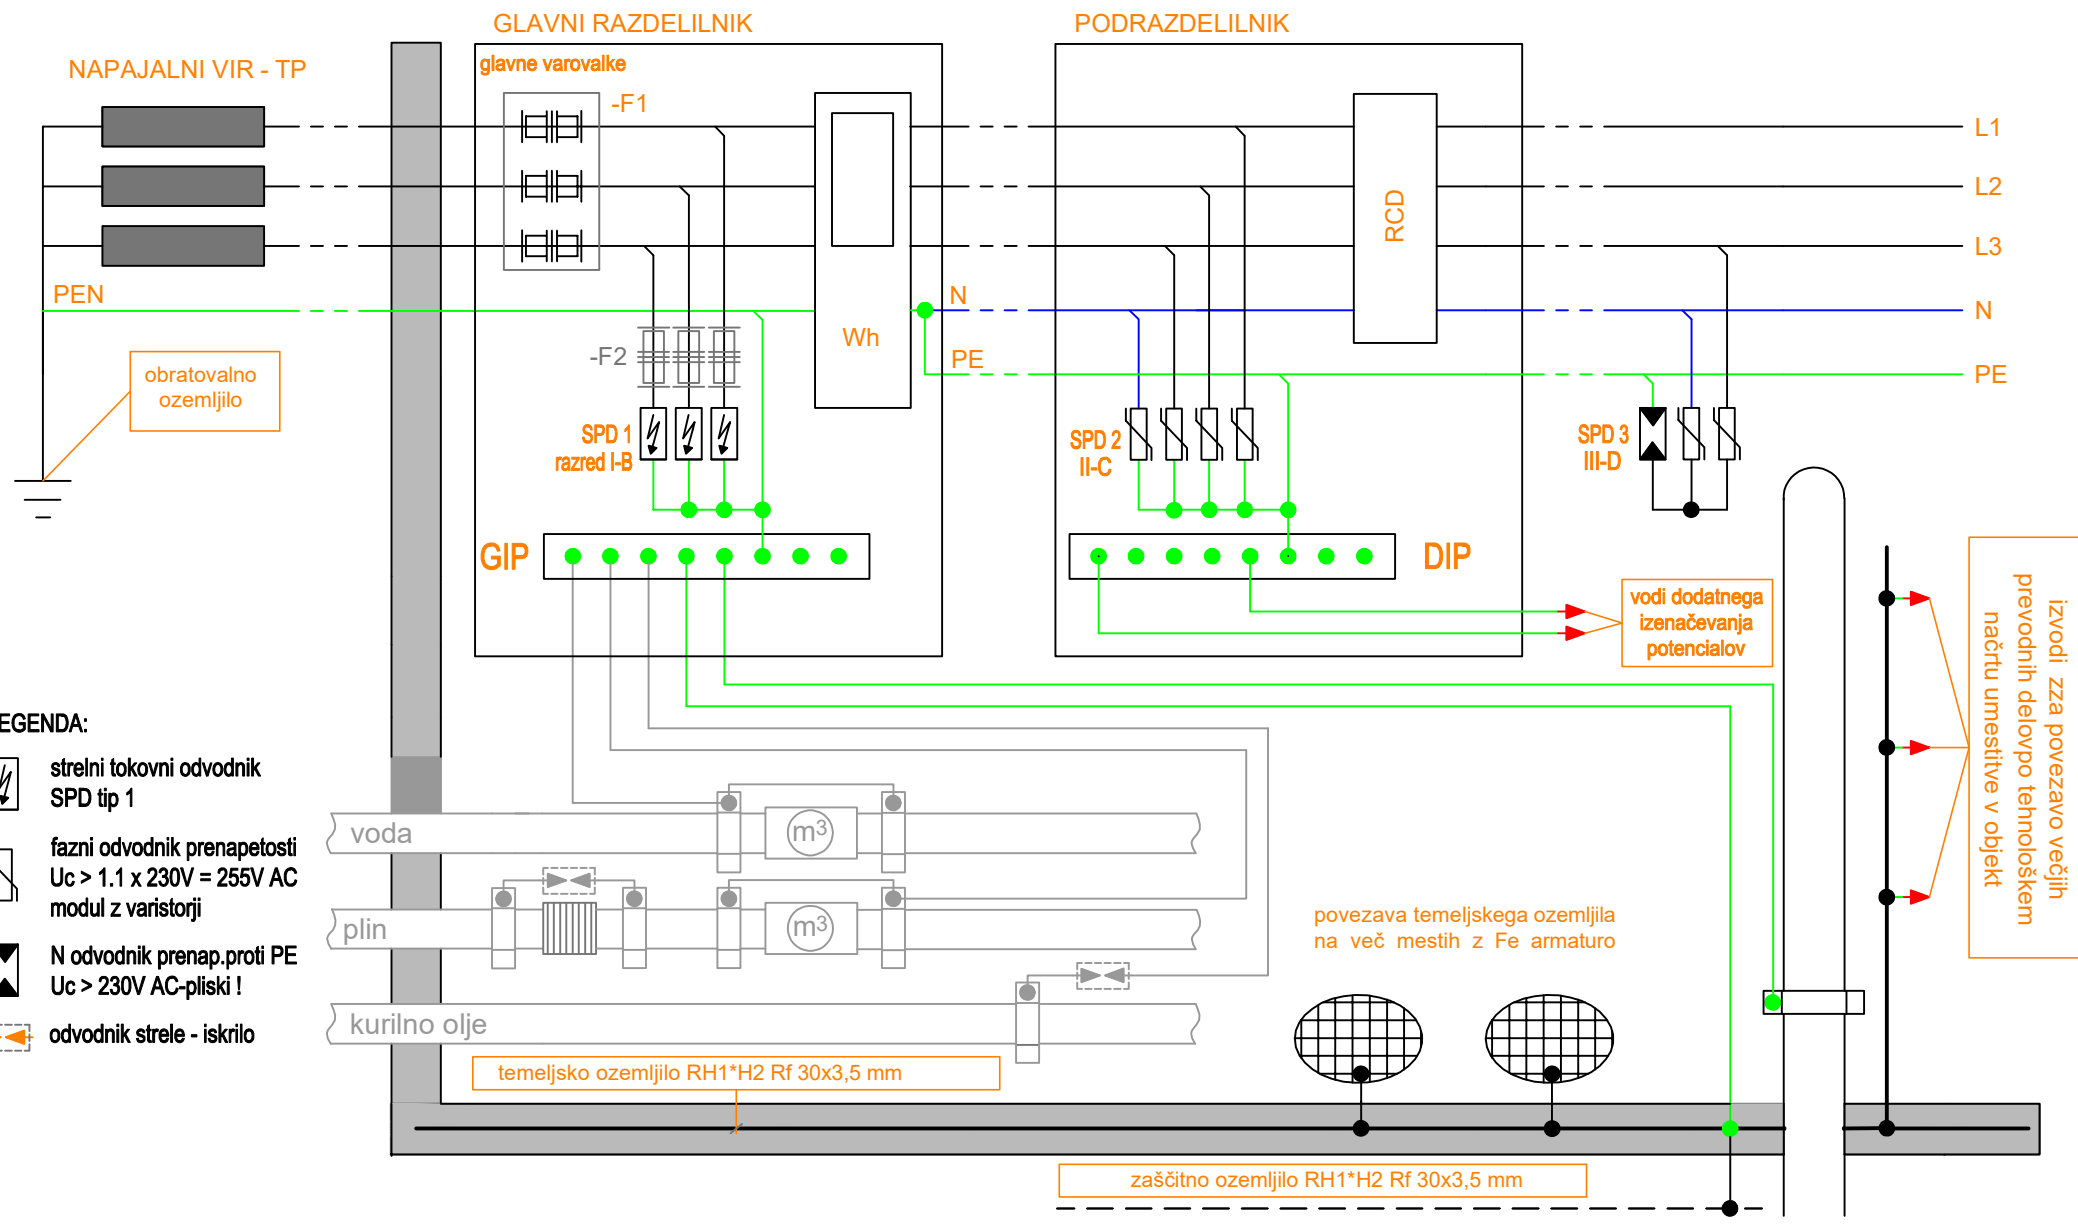 GLAVNI RAZDELILNIK
PODRAZDELILNIK
NAPAJALNI VIR - TP
glavne varovalke
-F1
L1
L2
RCD
L3
PEN
N
N
Wh
-F2
PE
PE
obratovalno
ozemljilo
SPD 1
razred I-B
SPD 2
II-C
SPD 3
III-D
GIP
DIP
vodi dodatnega
izenačevanja
potencialov
izvodi zza povezavo večjih
prevodnih delovpo tehnološkem
načrtu umestitve v objekt
EGENDA:
strelni tokovni odvodnik
SPD tip 1
fazni odvodnik prenapetosti
Uc > 1.1 x 230V = 255V AC
modul z varistorji
N odvodnik prenap.proti PE
Uc > 230V AC-pliski !
odvodnik strele - iskrilo
voda
m3
plin
m3
kurilno olje
povezava temeljskega ozemljila
na več mestih z Fe armaturo
temeljsko ozemljilo RH1*H2 Rf 30x3,5 mm
zaščitno ozemljilo RH1*H2 Rf 30x3,5 mm